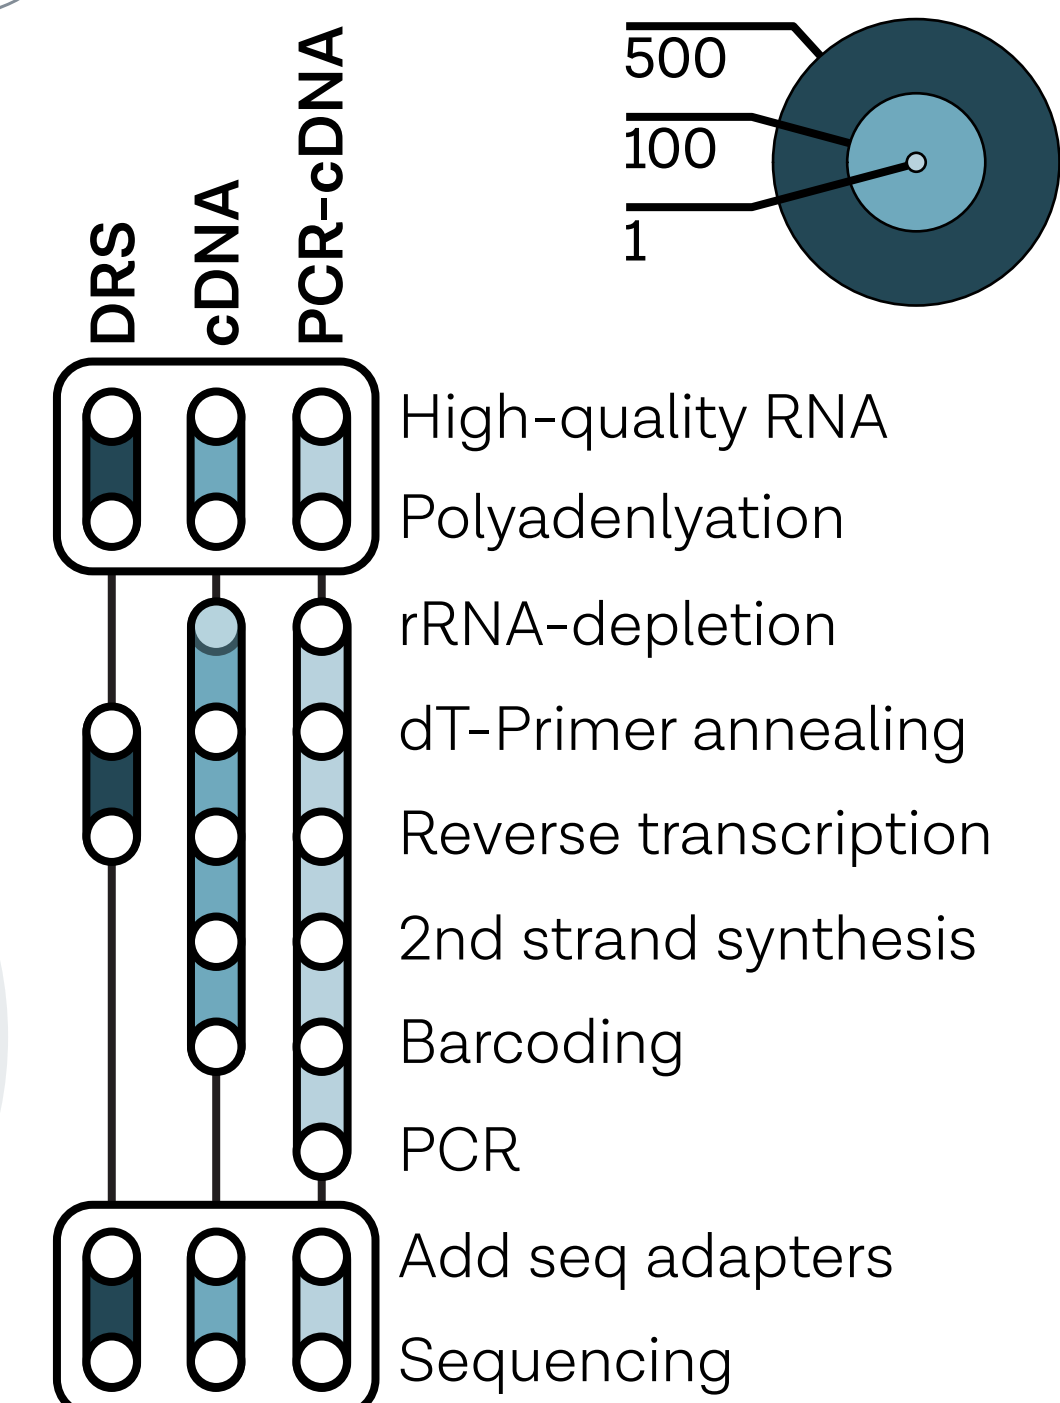 500
100
1
DRS
cDNA
PCR-cDNA
High-quality RNA
Polyadenlyation
rRNA-depletion
dT-Primer annealing
Reverse transcription
2nd strand synthesis
Barcoding
PCR
Add seq adapters
Sequencing